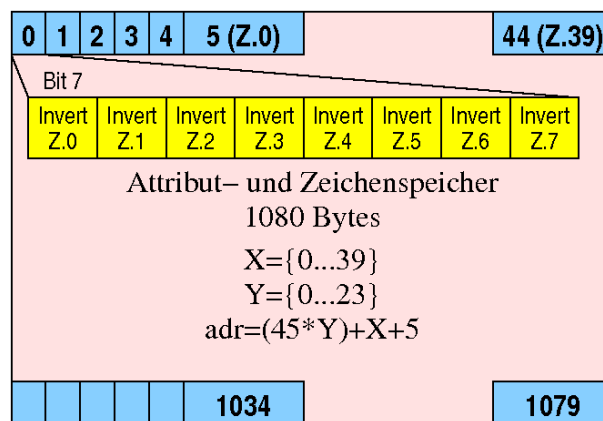 0 1 2 3 4 5 (Z.0) 44 (Z.39)
Bit 7
Invert Invert Invert Invert Invert Invert Invert Invert
Z.0 Z.1 Z.2 Z.3 Z.4 Z.5 Z.6 Z.7
Attribut– und Zeichenspeicher
1080 Bytes
X={0...39}
Y={0...23}
adr=(45*Y)+X+5
1034 1079